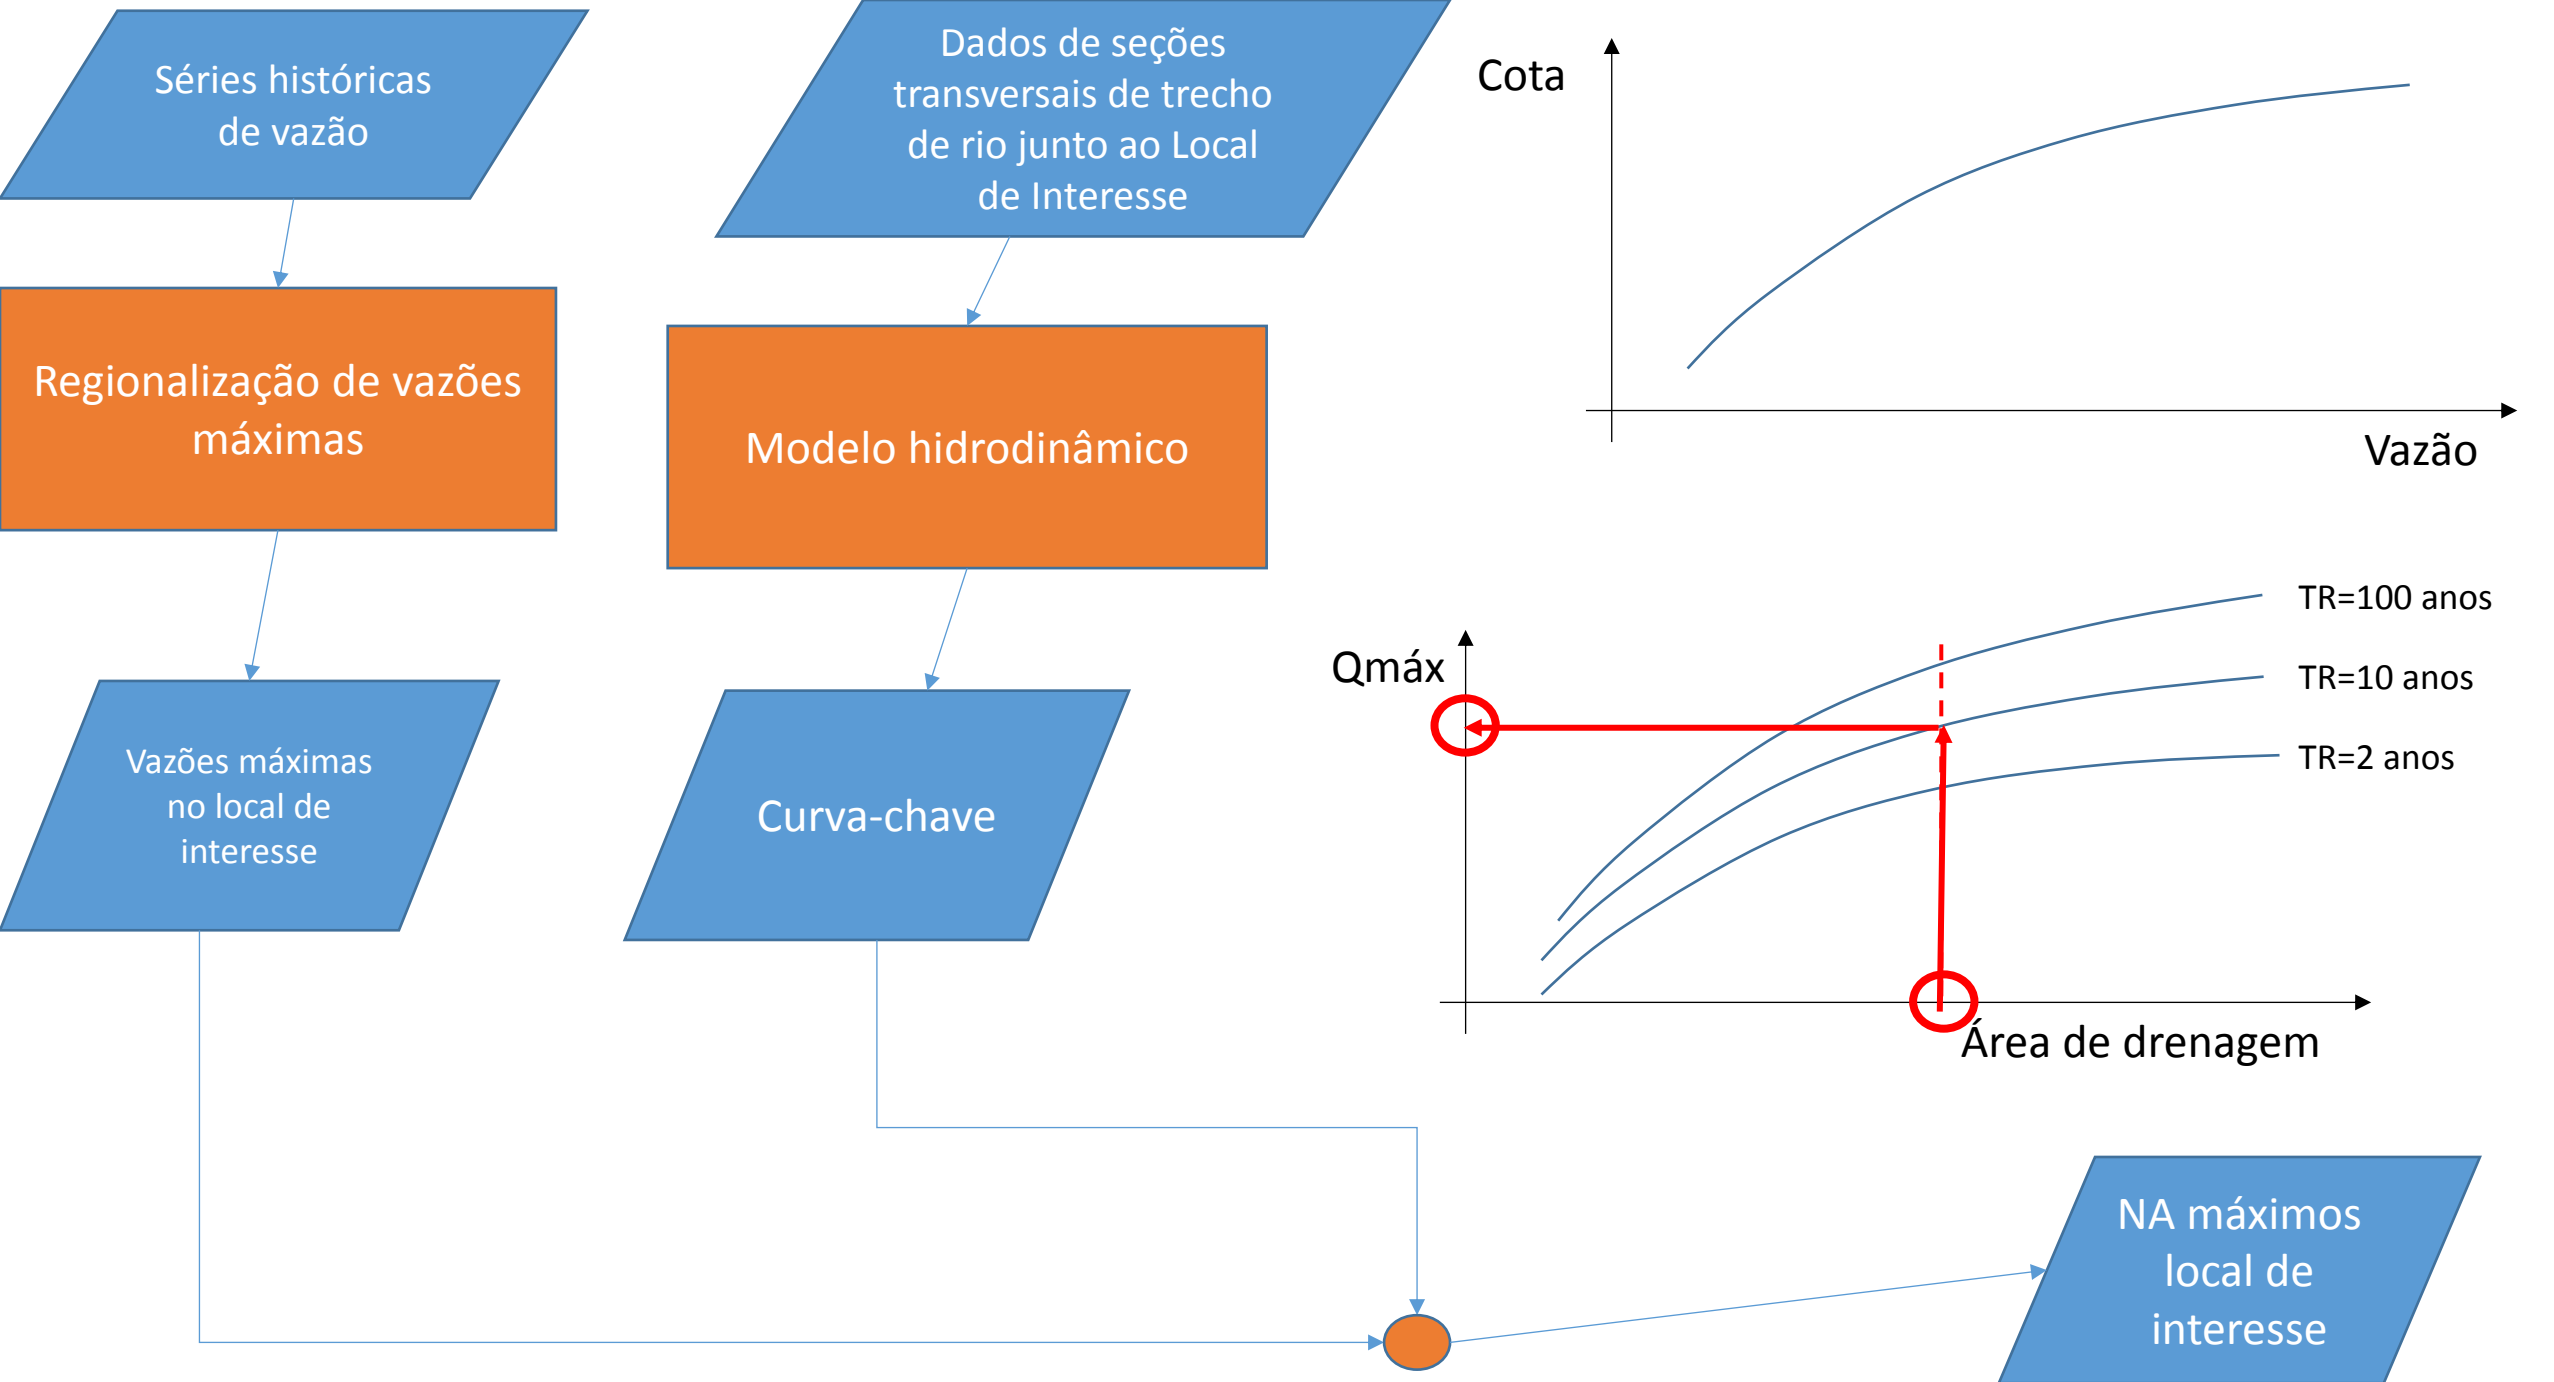 Séries históricas
de vazão
Dados de seções
transversais de trecho
de rio junto ao Local
de Interesse
Cota
Vazão
Regionalização de vazões
máximas
Modelo hidrodinâmico
Qmáx
TR=100 anos
TR=10 anos
TR=2 anos
Área de drenagem
Vazões máximas
no local de
interesse
Curva-chave
NA máximos
local de
interesse